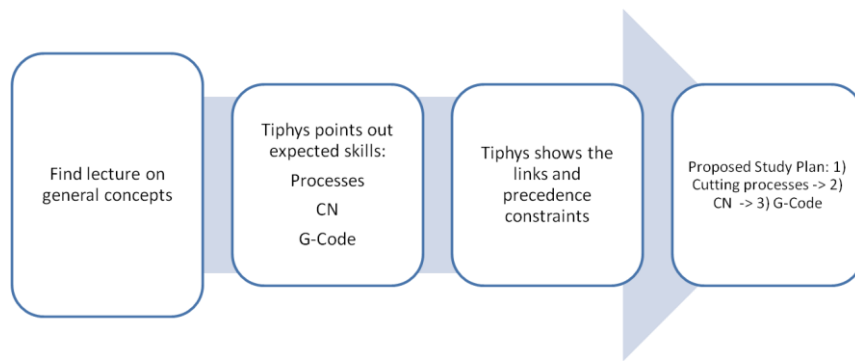 Find lecture on
general concepts
Tiphys points out
expected skills:
Processes
CN
G-Code
Tiphys shows the
links and
precedence
constraints
Proposed Study Plan: 1)
Cutting processes -> 2)
CN -> 3) G-Code